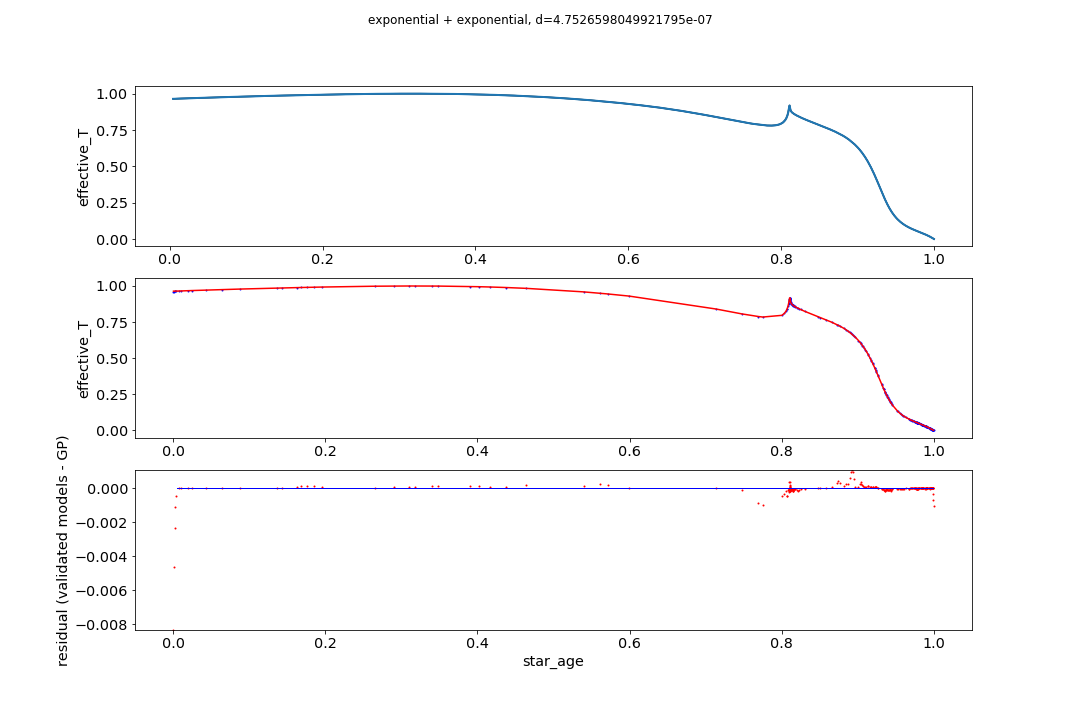 exponential + exponential, d=4.7526598049921795e-07
effective_T
1.00
0.75
0.50
0.25
0.00
0.0 0.2 0.4 0.6 0.8 1.0
effective_T
1.00
0.75
0.50
0.25
0.00
0.0 0.2 0.4 0.6 0.8 1.0
residual (validated models - GP)
0.000
−0.002
−0.004
−0.006
−0.008
0.0 0.2 0.4 0.6 0.8 1.0
star_age